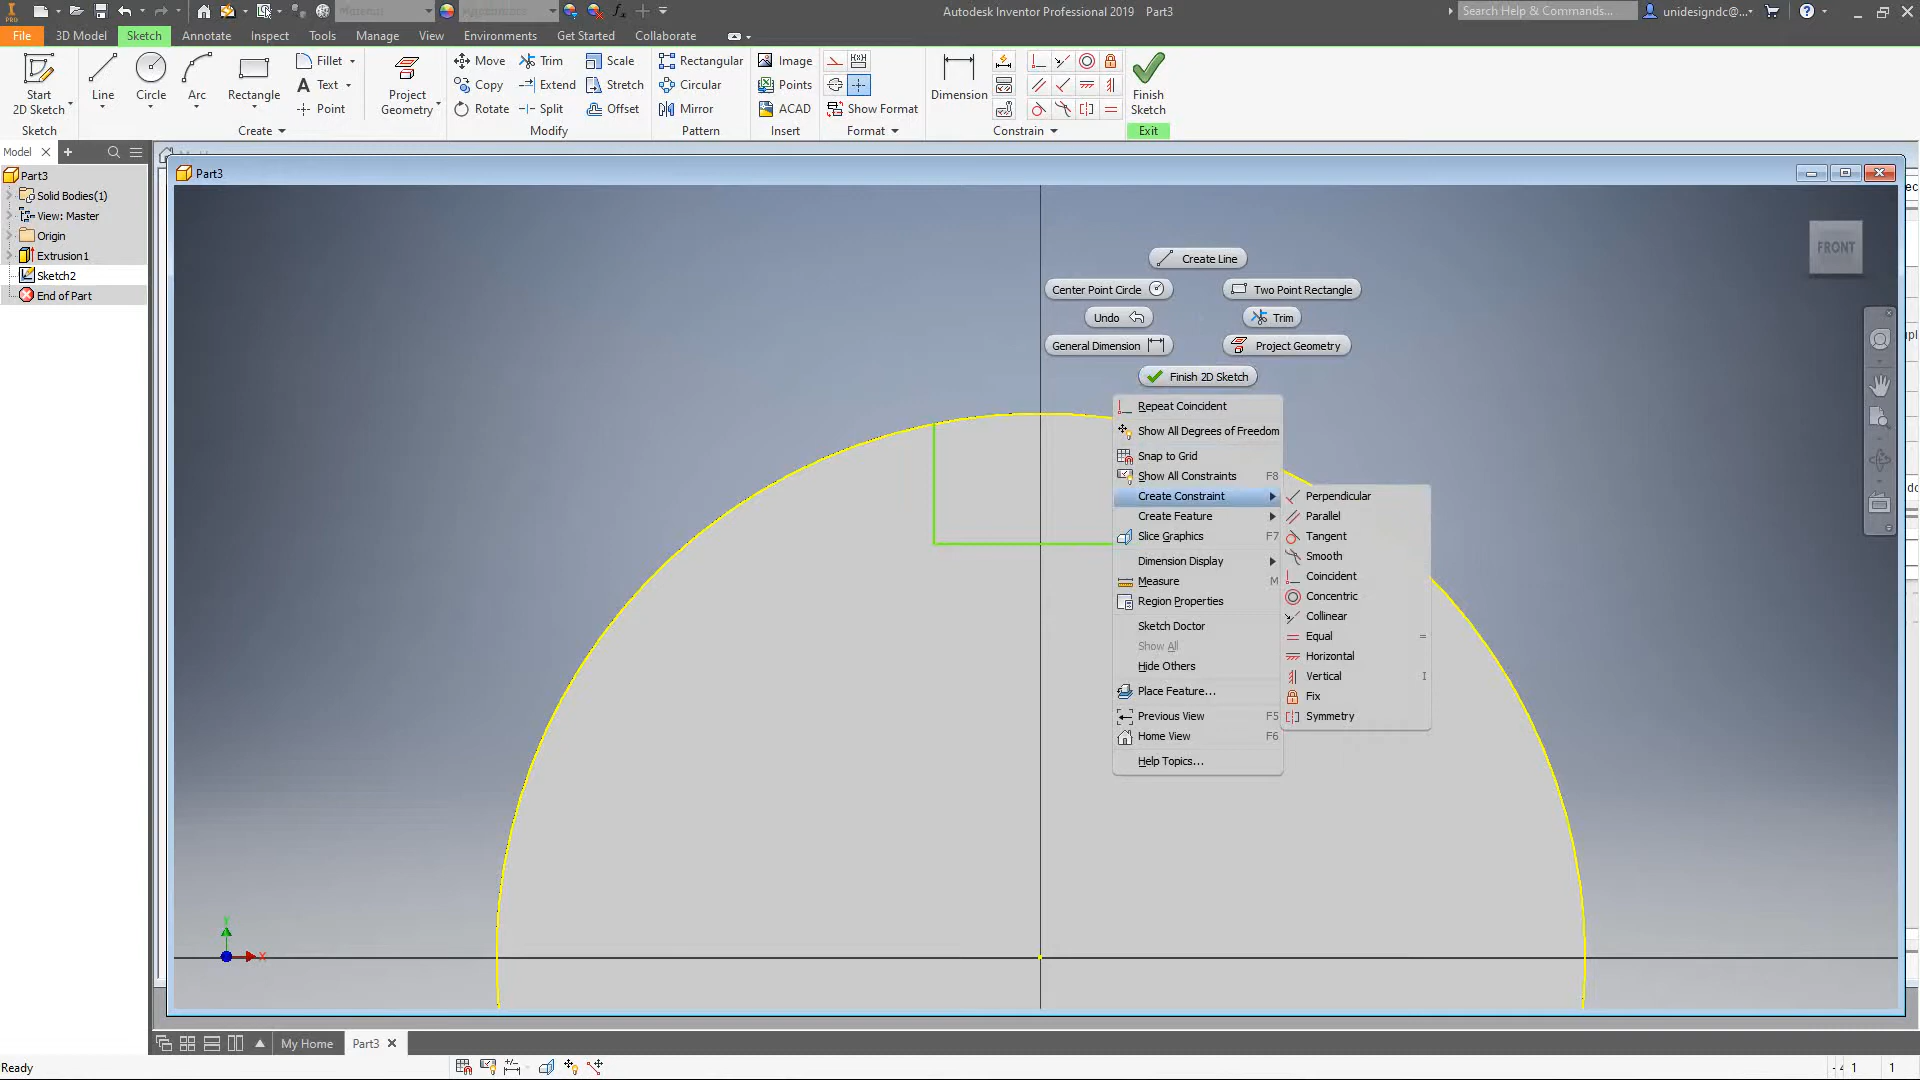 PRO
Material
Appearance
Autodesk Inventor Professional 2019 Part3
Search Help & Commands...
unidesigndc@...
File
3D Model
Sketch
Annotate
Inspect
Tools
Manage
View
Environments
Get Started
Collaborate
Start
2D Sketch
Line
Circle
Arc
Rectangle
Fillet
Text
Point
Project
Geometry
Move
Copy
Rotate
Trim
Extend
Split
Scale
Stretch
Offset
Rectangular
Circular
Mirror
Image
Points
ACAD
Show Format
Dimension
Finish
Sketch
Sketch
Create
Modify
Pattern
Insert
Format
Constrain
Exit
Model
Part3
Part3
Solid Bodies(1)
View: Master
Origin
Extrusion1
Sketch2
End of Part
FRONT
Create Line
Center Point Circle
Two Point Rectangle
Undo
Trim
General Dimension
Project Geometry
Finish 2D Sketch
Repeat Coincident
Show All Degrees of Freedom
Snap to Grid
Show All Constraints F8
Create Constraint
Create Feature
Slice Graphics F7
Dimension Display
Measure M
Region Properties
Sketch Doctor
Show All
Hide Others
Place Feature...
Previous View F5
Home View F6
Help Topics...
Perpendicular
Parallel
Tangent
Smooth
Coincident
Concentric
Collinear
Equal =
Horizontal
Vertical I
Fix
Symmetry
Y
X
My Home
Part3
Ready
1
1